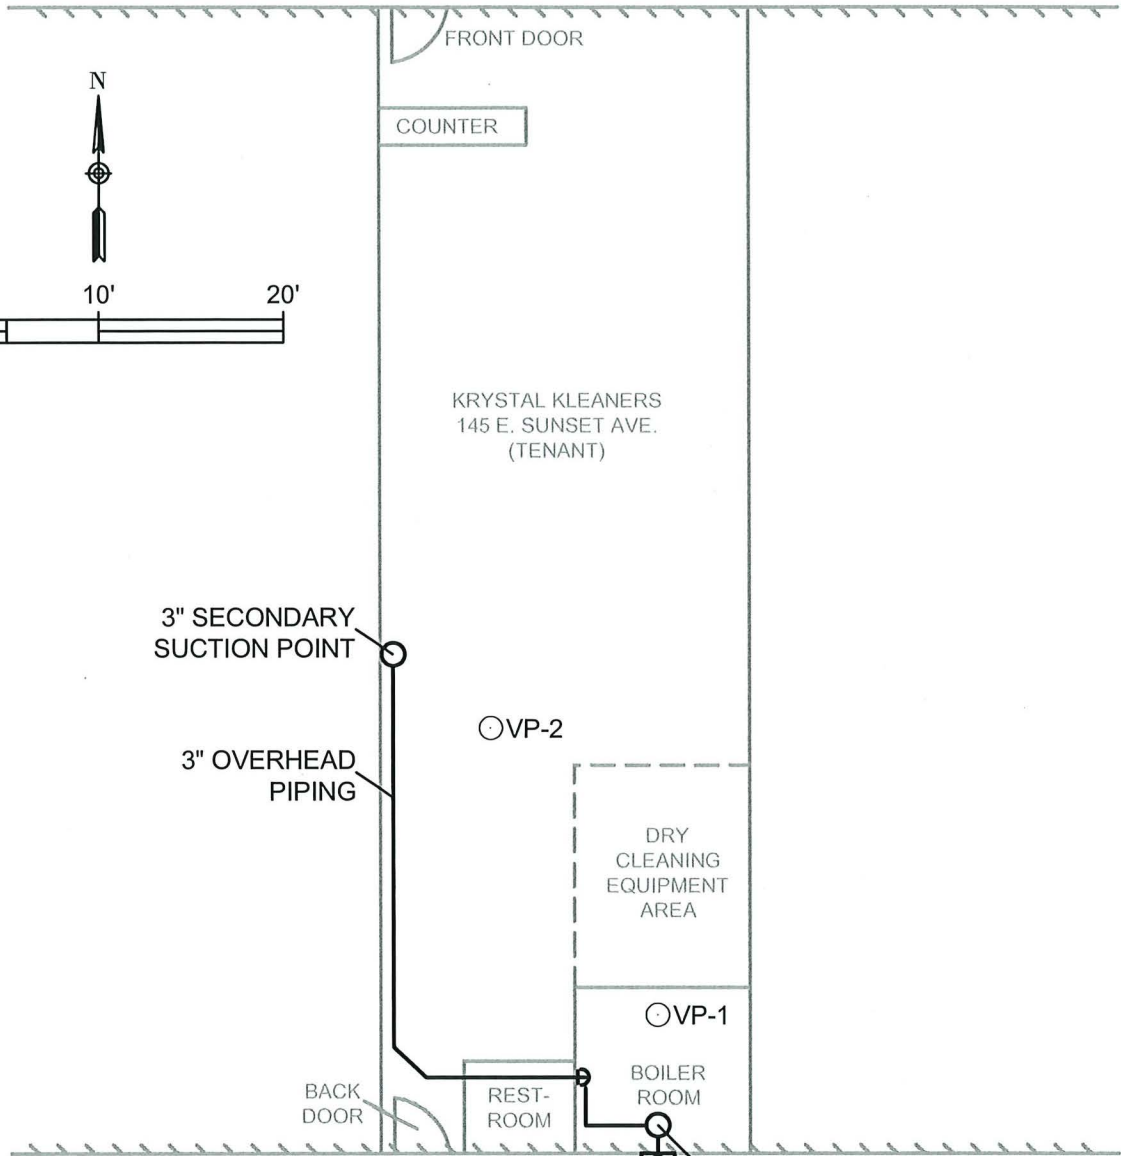 FRONT DOOR
N
COUNTER
10'
20'
KRYSTAL KLEANERS
145 E. SUNSET AVE.
(TENANT)
3" SECONDARY
SUCTION POINT
VP-2
3" OVERHEAD
PIPING
DRY
CLEANING
EQUIPMENT
AREA
VP-1
BACK
DOOR
REST-
ROOM
BOILER
ROOM